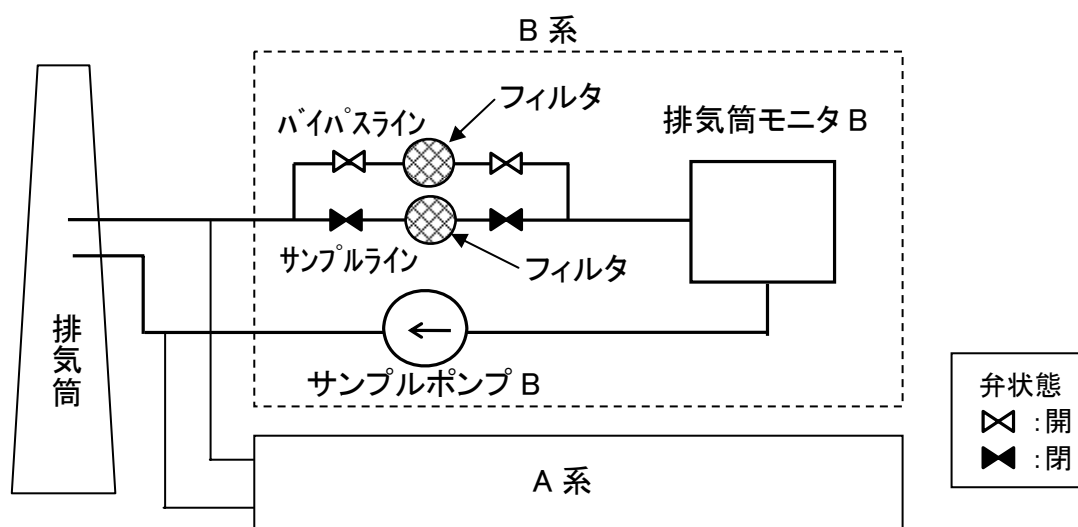 B 系
バイパスライン
フィルタ
排気筒モニタ B
サンプルライン
フィルタ
排気筒
サンプルポンプ B
弁状態
:開
:閉
A 系